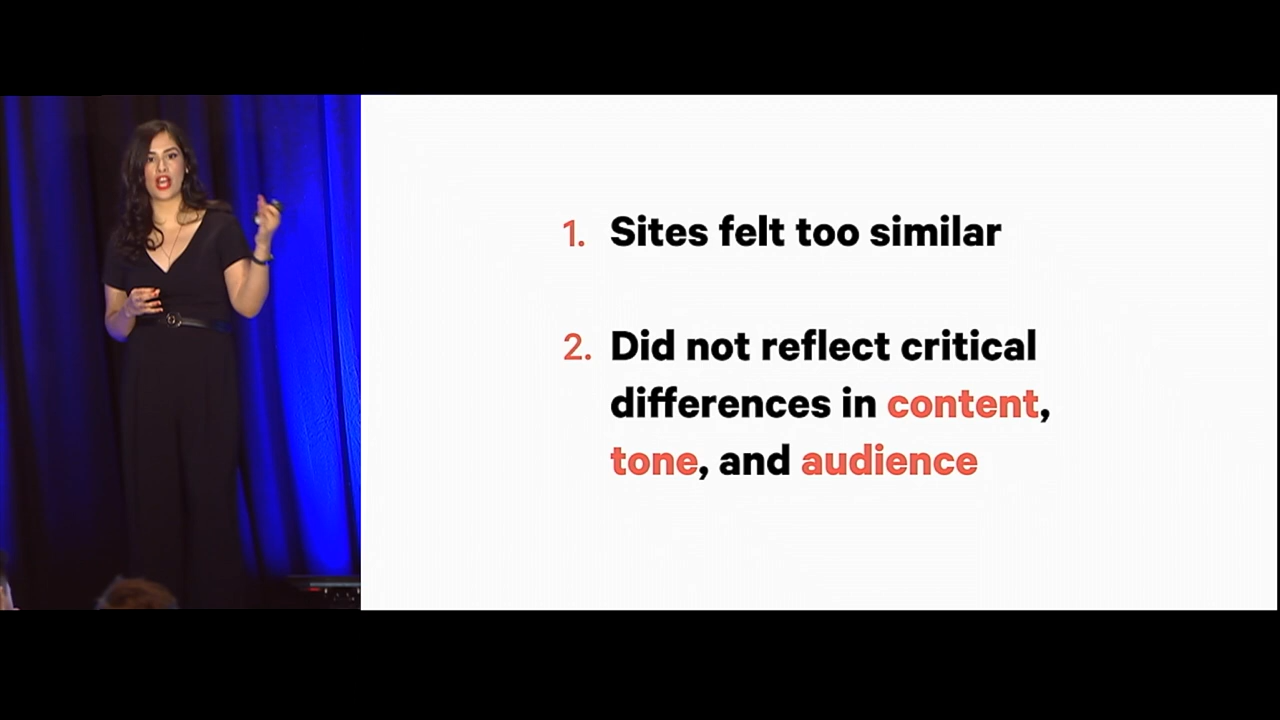 1. Sites felt too similar
2. Did not reflect critical
differences in content,
tone, and audience